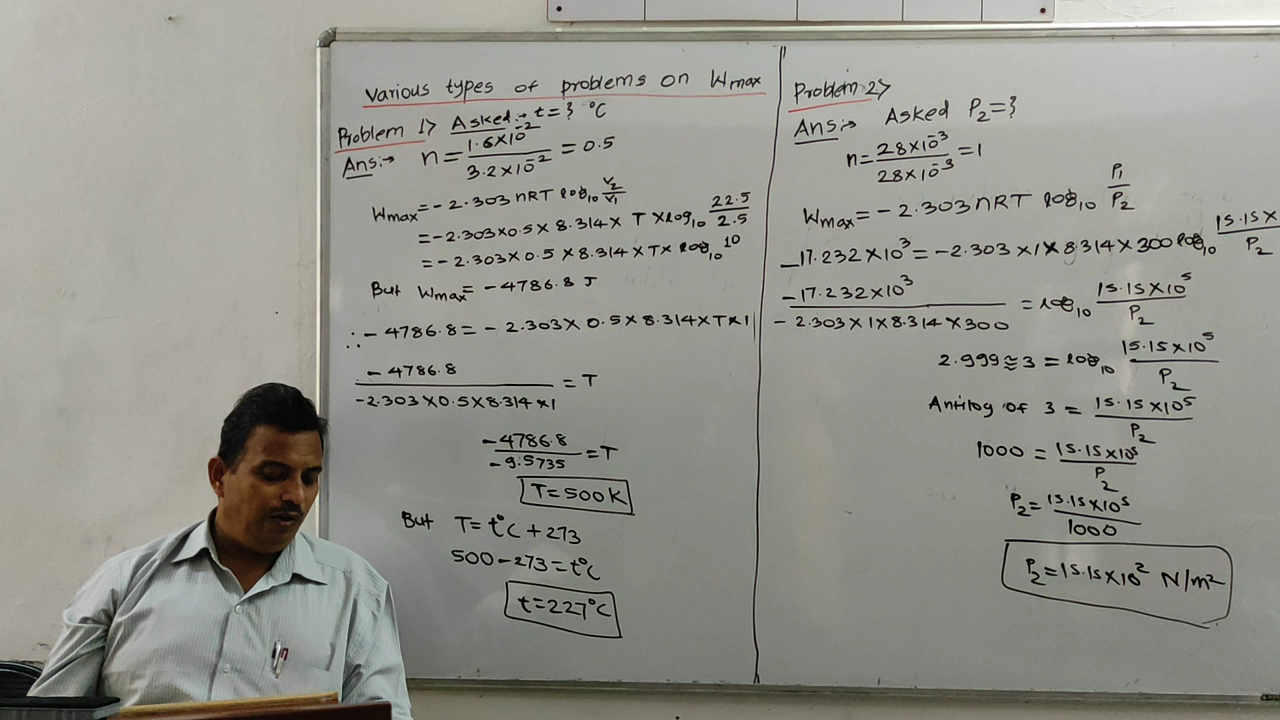 Various types of problems on Wmax
Problem 1> Asked:- t=? °C
Ans:→ n = 1.6×10⁻² / 3.2×10⁻² = 0.5
Wmax = -2.303 nRT log₁₀ V₂/V₁
= -2.303×0.5×8.314× T ×log₁₀ 22.5/2.5
= -2.303×0.5×8.314×T× log₁₀ 10
But Wmax = -4786.8 J
∴ -4786.8 = -2.303×0.5×8.314×T×1
-4786.8 / -2.303×0.5×8.314×1 = T
-4786.8 / -9.5735 = T
T=500K
But T=t°C+273
500-273=t°C
t=227°C
Problem 2>
Ans:→ Asked P₂=?
n = 28×10⁻³ / 28×10⁻³ = 1
Wmax = -2.303 nRT log₁₀ P₁/P₂
-17.232×10³ = -2.303×1×8.314×300 log₁₀ 15.15× / P₂
-17.232×10³ / -2.303×1×8.314×300 = log₁₀ 15.15×10⁵ / P₂
2.999≈3 = log₁₀ 15.15×10⁵ / P₂
Antilog of 3 = 15.15×10⁵ / P₂
1000 = 15.15×10⁵ / P₂
P₂ = 15.15×10⁵ / 1000
P₂=15.15×10² N/m²